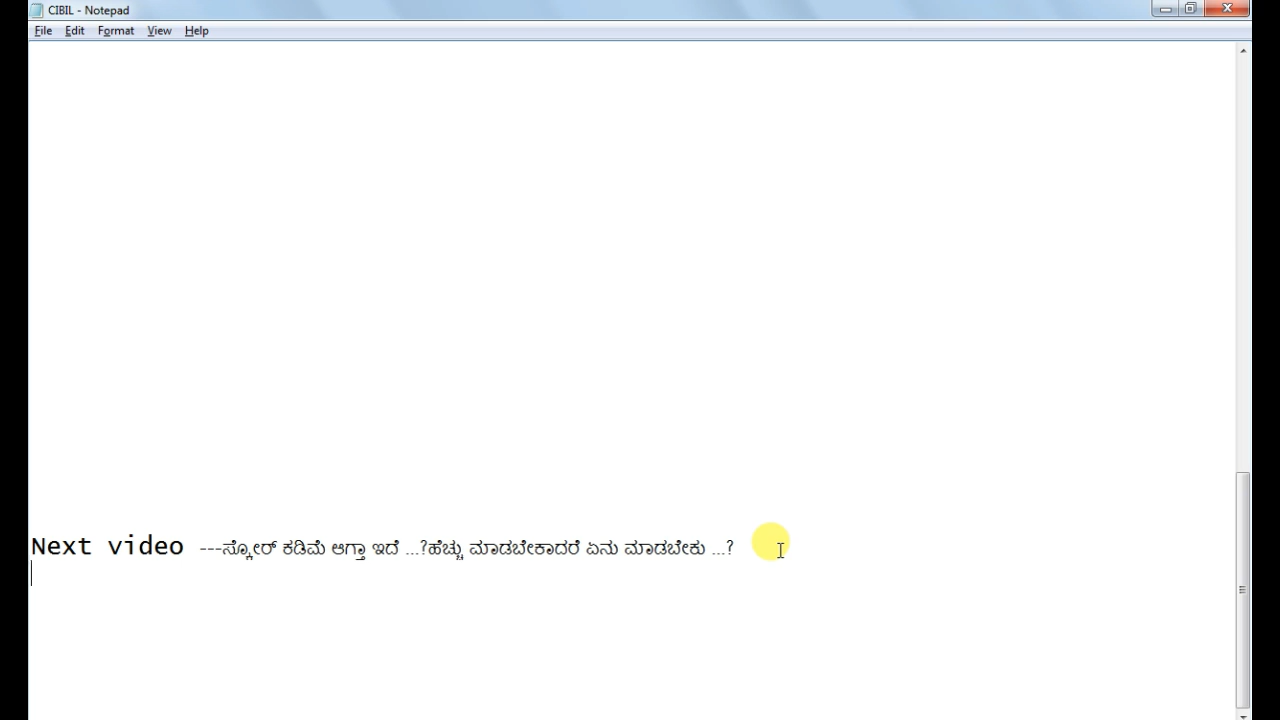 CIBIL - Notepad
File Edit Format View Help
Next video ---ಸ್ಕೋರ್ ಕಡಿಮೆ ಆಗ್ತಾ ಇದೆ ...?ಹೆಚ್ಚು ಮಾಡಬೇಕಾದರೆ ಏನು ಮಾಡಬೇಕು ...?